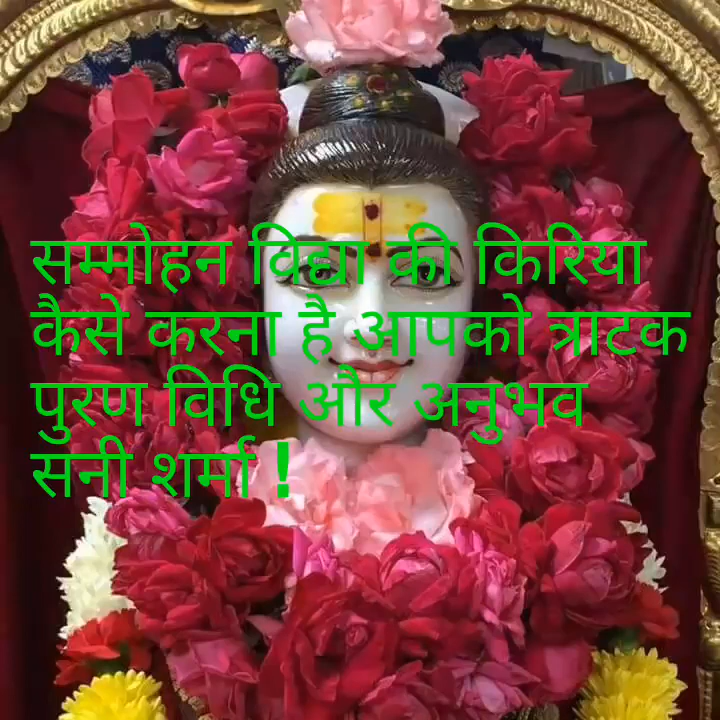 सम्मोहन विद्या की किरिया
कैसे करना है आपको त्राटक
पुरण विधि और अनुभव
सनी शर्मा !